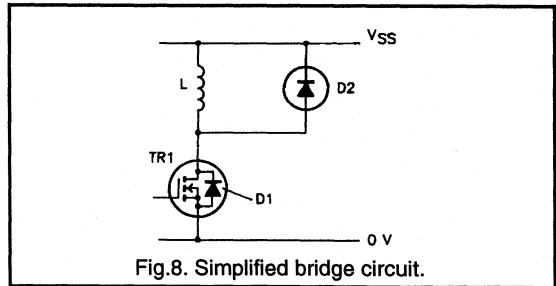 VSS
L
D2
TR1
D1
0 V
Fig.8. Simplified bridge circuit.